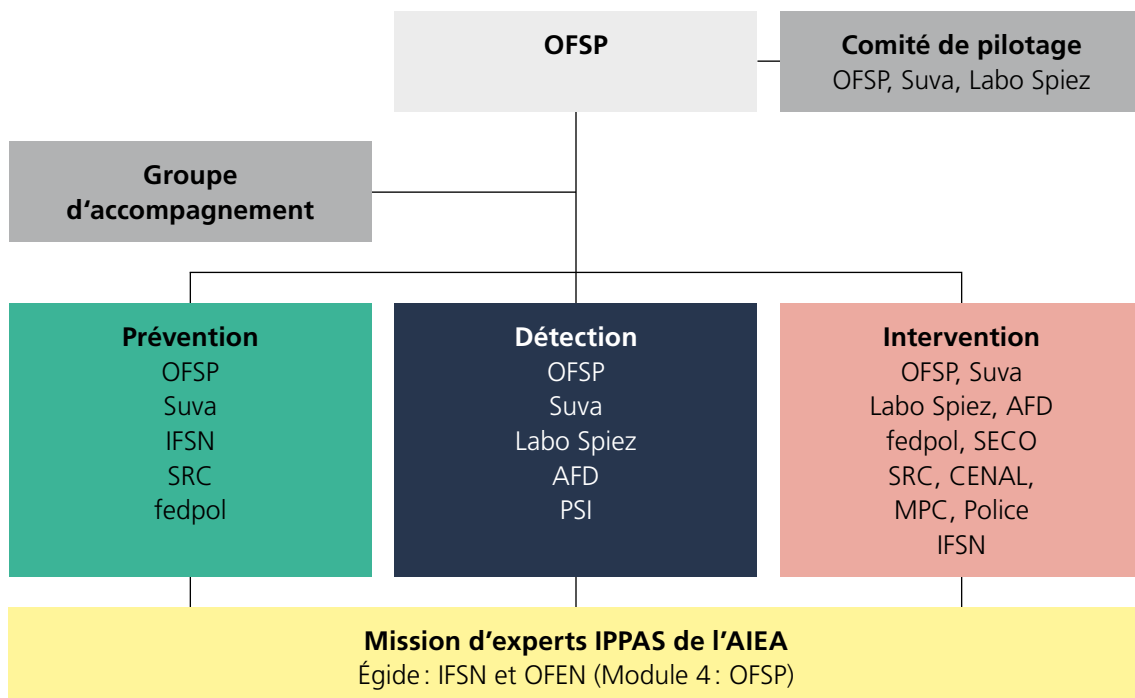 OFSP
Comité de pilotage
OFSP, Suva, Labo Spiez
Groupe
d‘accompagnement
Prévention
OFSP
Suva
IFSN
SRC
fedpol
Détection
OFSP
Suva
Labo Spiez
AFD
PSI
Intervention
OFSP, Suva
Labo Spiez, AFD
fedpol, SECO
SRC, CENAL,
MPC, Police
IFSN
Mission d'experts IPPAS de l'AIEA
Égide : IFSN et OFEN (Module 4 : OFSP)